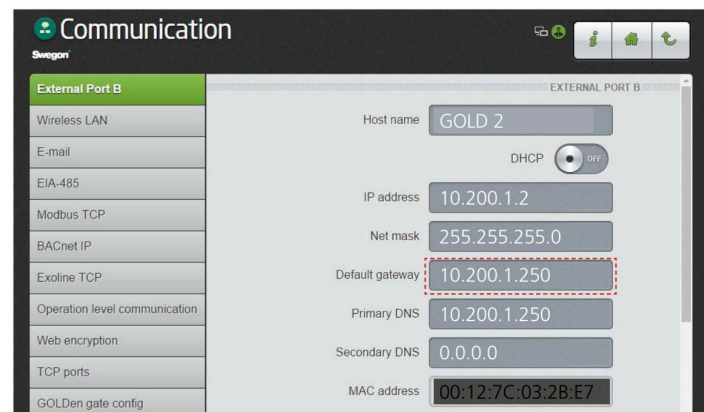 Communication
Swegon
External Port B
Wireless LAN
E-mail
EIA-485
Modbus TCP
BACnet IP
Exoline TCP
Operation level communication
Web encryption
TCP ports
GOLDen gate config
EXTERNAL PORT B
Host name GOLD 2
DHCP OFF
IP address 10.200.1.2
Net mask 255.255.255.0
Default gateway 10.200.1.250
Primary DNS 10.200.1.250
Secondary DNS 0.0.0.0
MAC address 00:12:7C:03:2B:E7